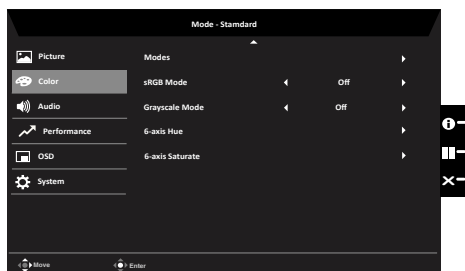 Mode - Stamdard
Picture
Modes
Color
sRGB Mode Off
Audio
Grayscale Mode Off
Performance
6-axis Hue
OSD
6-axis Saturate
System
Move Enter